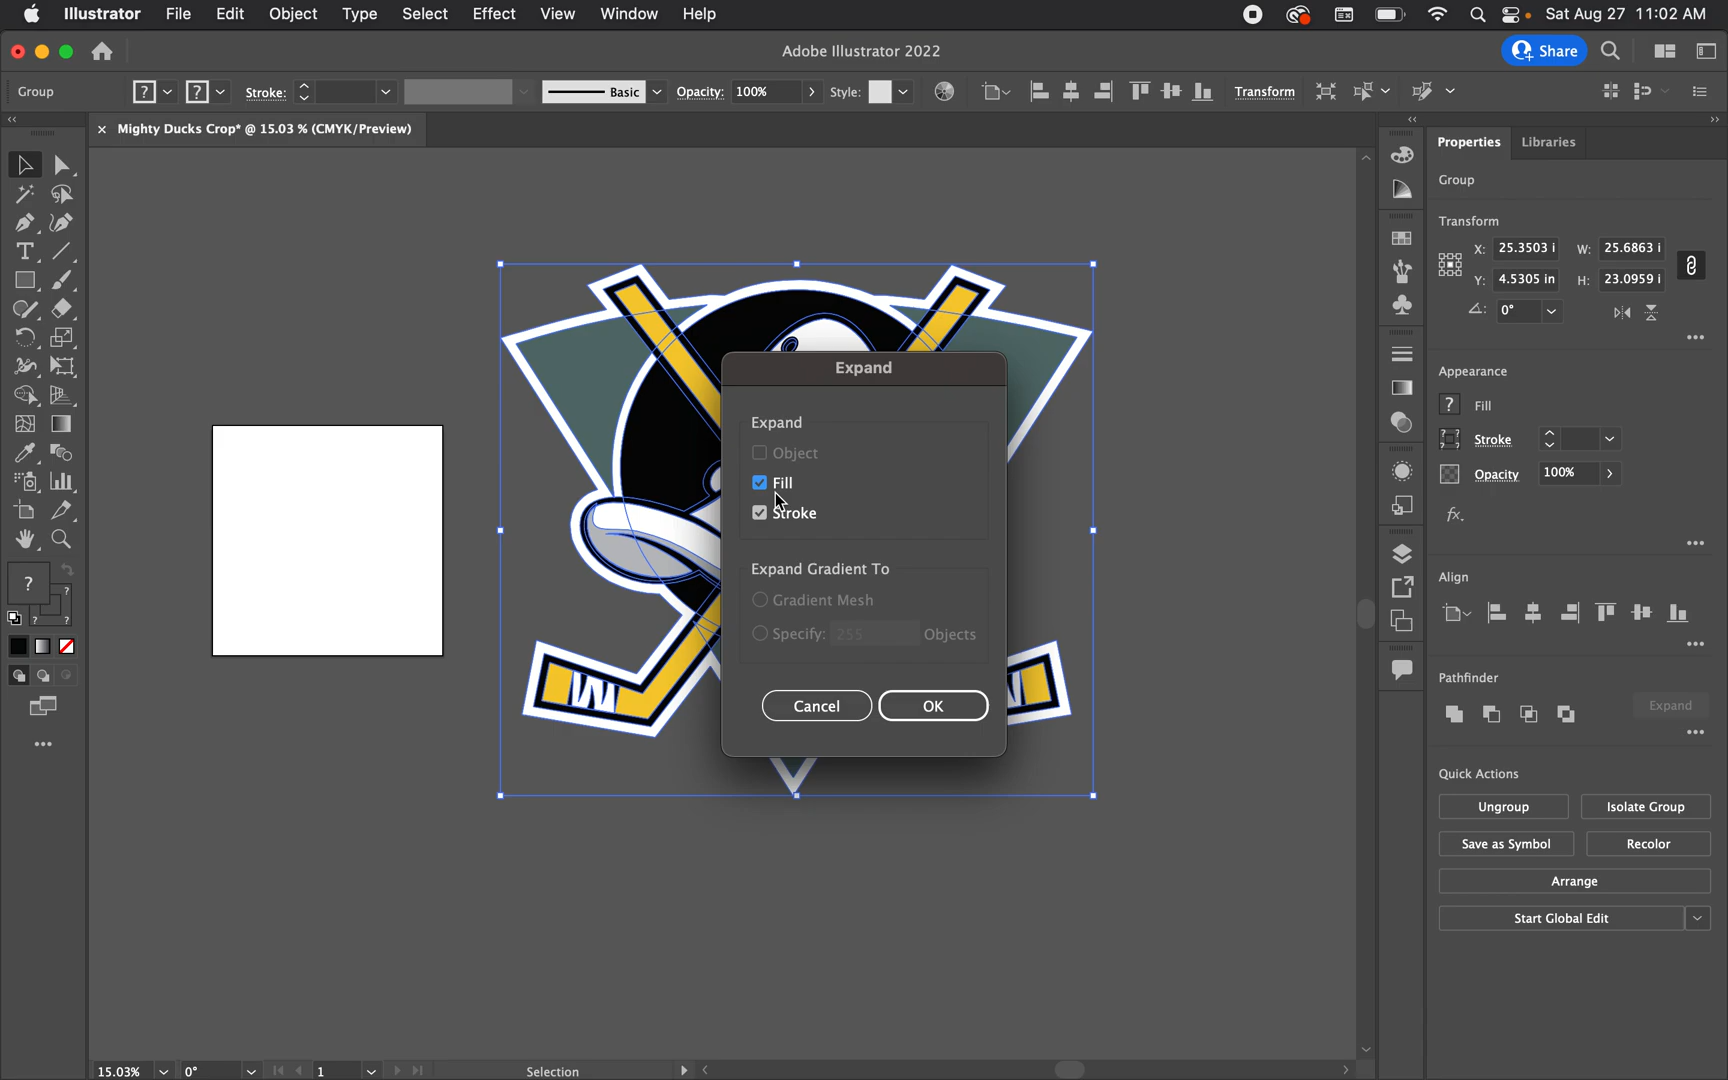 Illustrator File Edit Object Type Select Effect View Window Help Sat Aug 27 11:02 AM
Adobe Illustrator 2022 Share
Group ? ? Stroke: Basic Opacity: 100% Style: Transform
Mighty Ducks Crop* @ 15.03 % (CMYK/Preview)
Properties Libraries
Group
Transform
X: 25.3503 i W: 25.6863 i
Y: 4.5305 in H: 23.0959 i
0°
Appearance
? Fill
Stroke
Opacity 100%
fx.
Align
Pathfinder
Expand
Quick Actions
Ungroup Isolate Group
Save as Symbol Recolor
Arrange
Start Global Edit
Expand
Expand
Object
Fill
Stroke
Expand Gradient To
Gradient Mesh
Specify: 255 Objects
Cancel OK
T
?
? ? ?
15.03% 0° 1 Selection